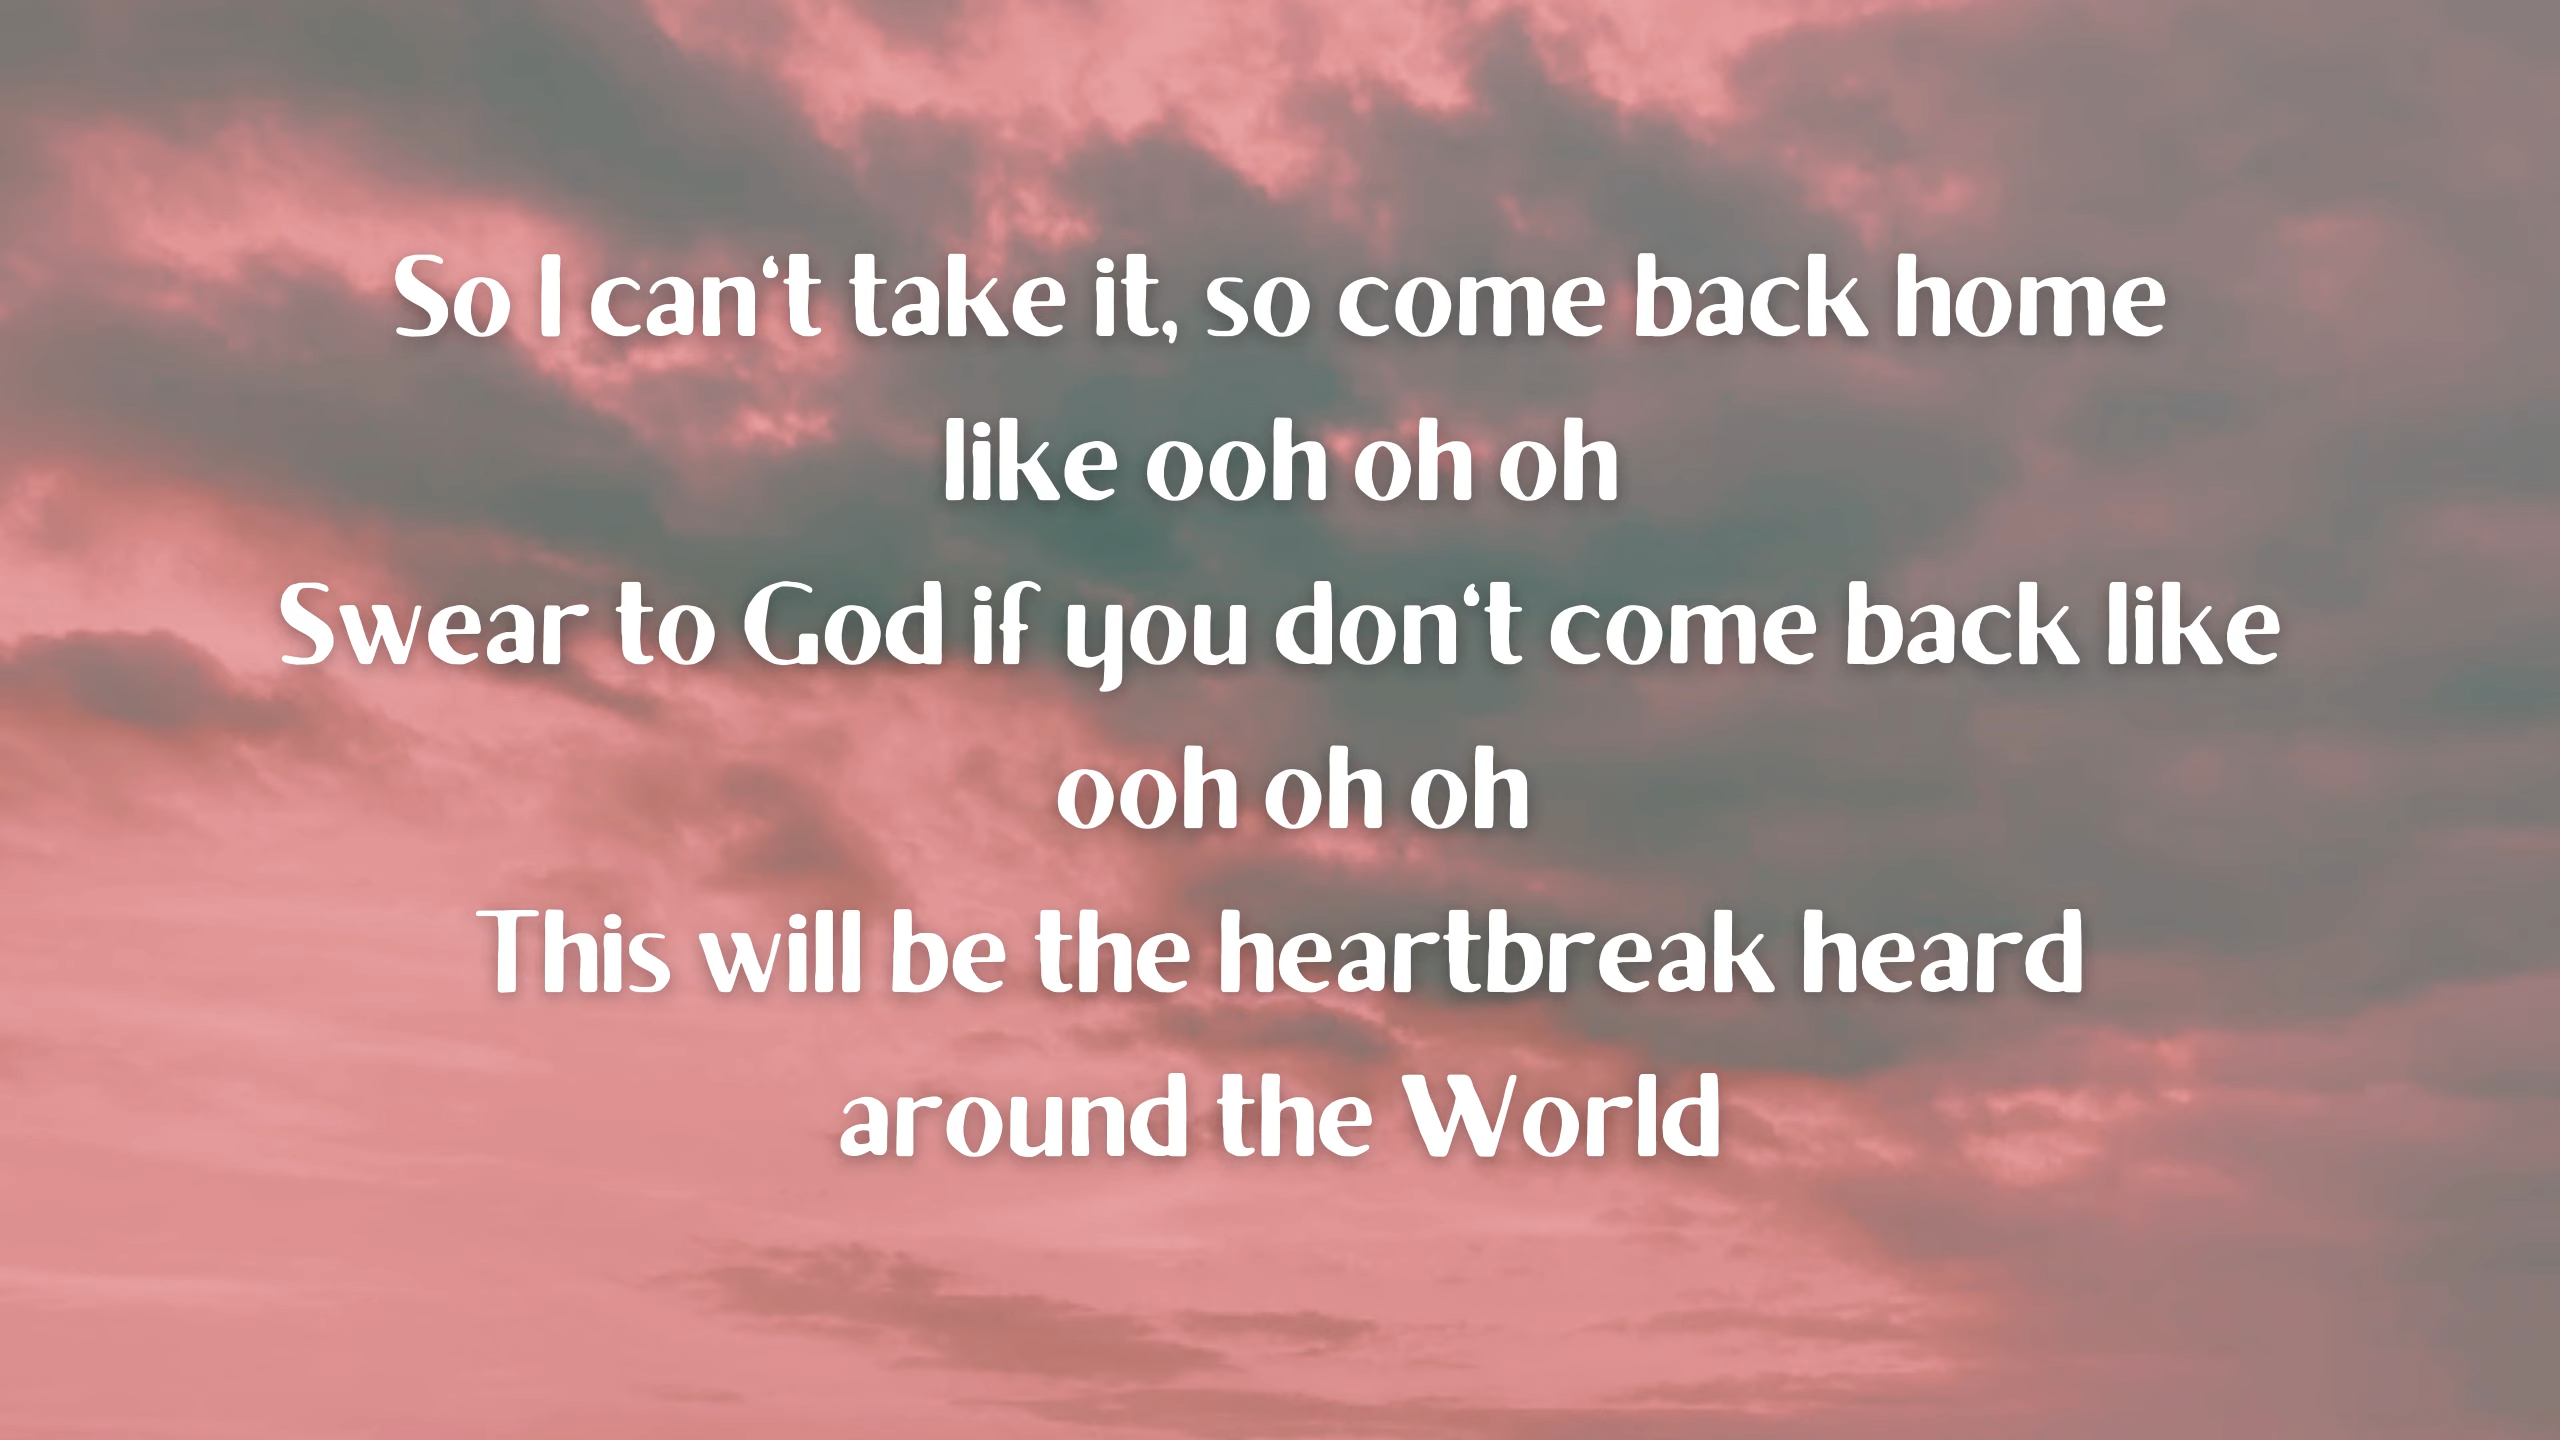 So I can‘t take it, so come back home
like ooh oh oh
Swear to God if you don‘t come back like
ooh oh oh
This will be the heartbreak heard
around the World